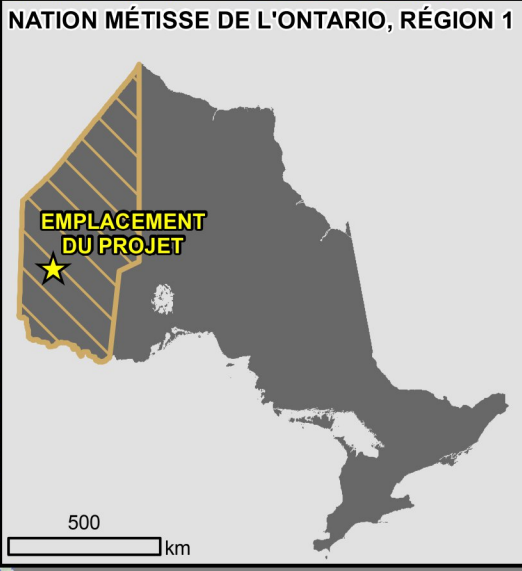 NATION MÉTISSE DE L'ONTARIO, RÉGION 1
EMPLACEMENT
DU PROJET
500
km